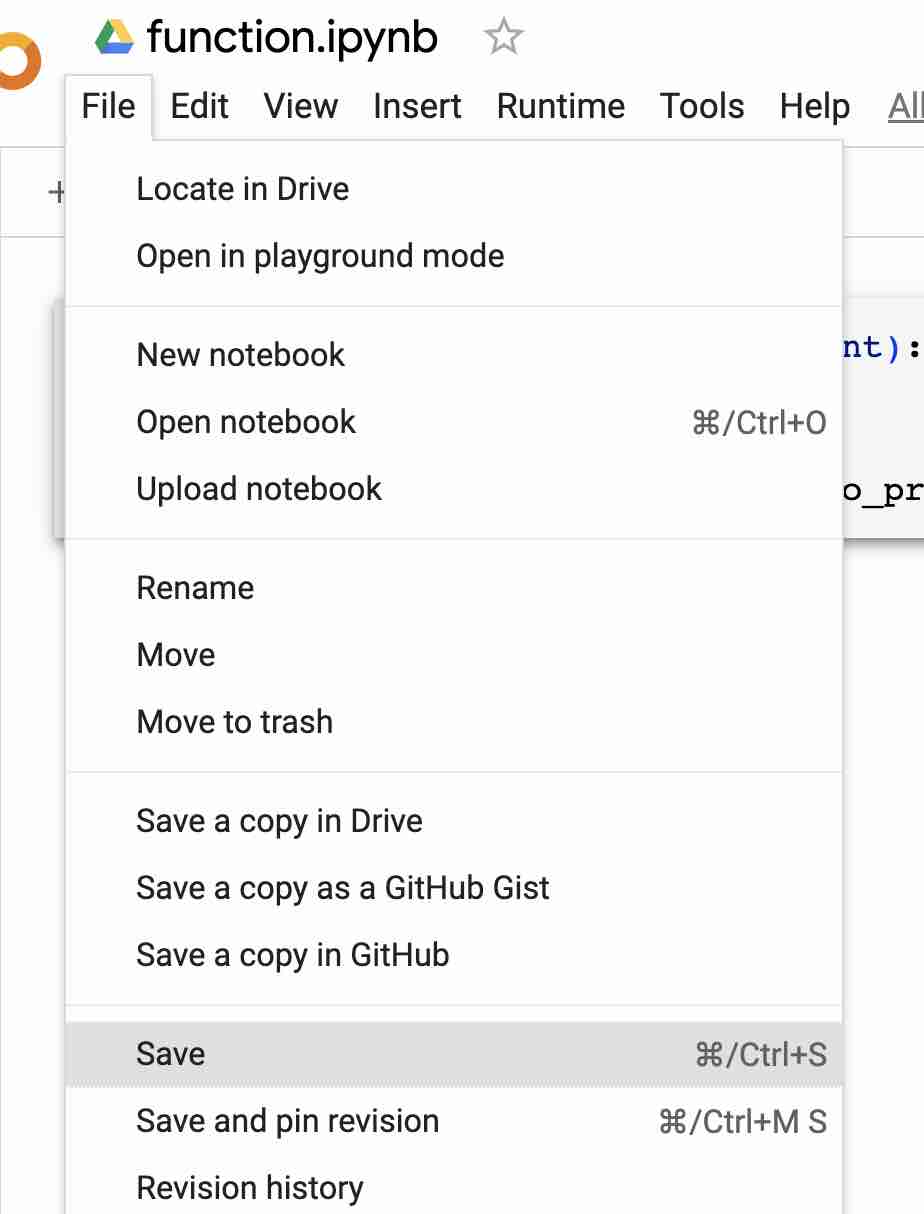 function.ipynb
File Edit View Insert Runtime Tools Help All
+
Locate in Drive
Open in playground mode
New notebook
nt):
Open notebook ⌘/Ctrl+O
Upload notebook
o_pr
Rename
Move
Move to trash
Save a copy in Drive
Save a copy as a GitHub Gist
Save a copy in GitHub
Save ⌘/Ctrl+S
Save and pin revision ⌘/Ctrl+M S
Revision history